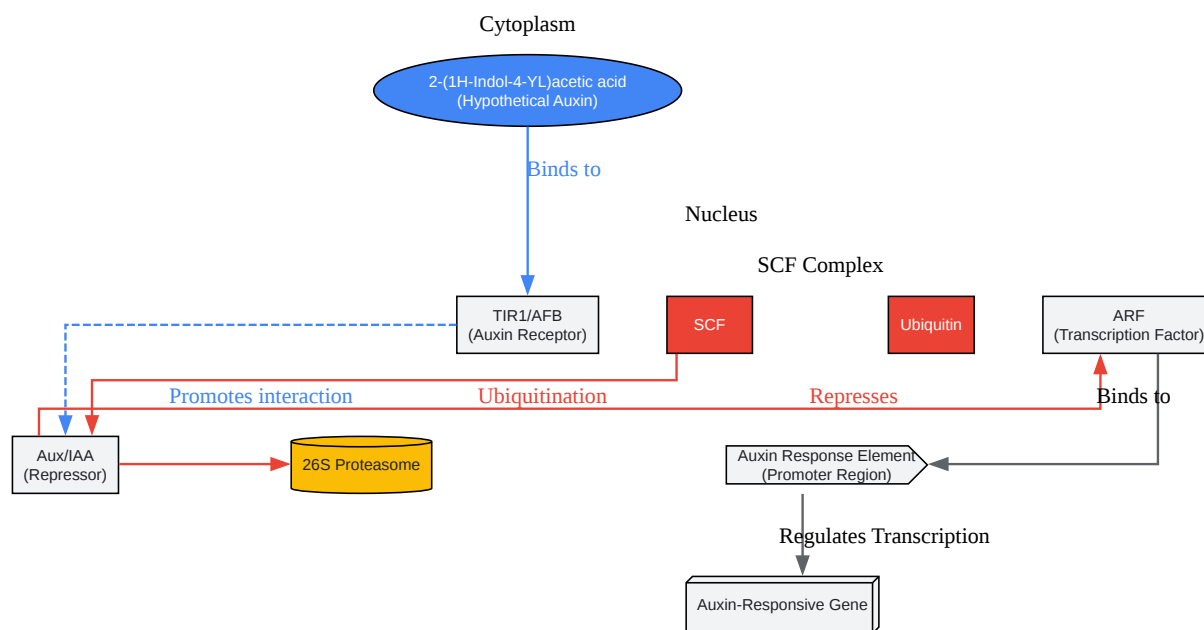 Cytoplasm
2-(1H-Indol-4-YL)acetic acid
(Hypothetical Auxin)
Binds to
Nucleus
SCF Complex
TIR1/AFB
(Auxin Receptor)
SCF
Ubiquitin
ARF
(Transcription Factor)
Promotes interaction
Ubiquitination
Represses
Binds to
Aux/IAA
(Repressor)
26S Proteasome
Auxin Response Element
(Promoter Region)
Regulates Transcription
Auxin-Responsive Gene